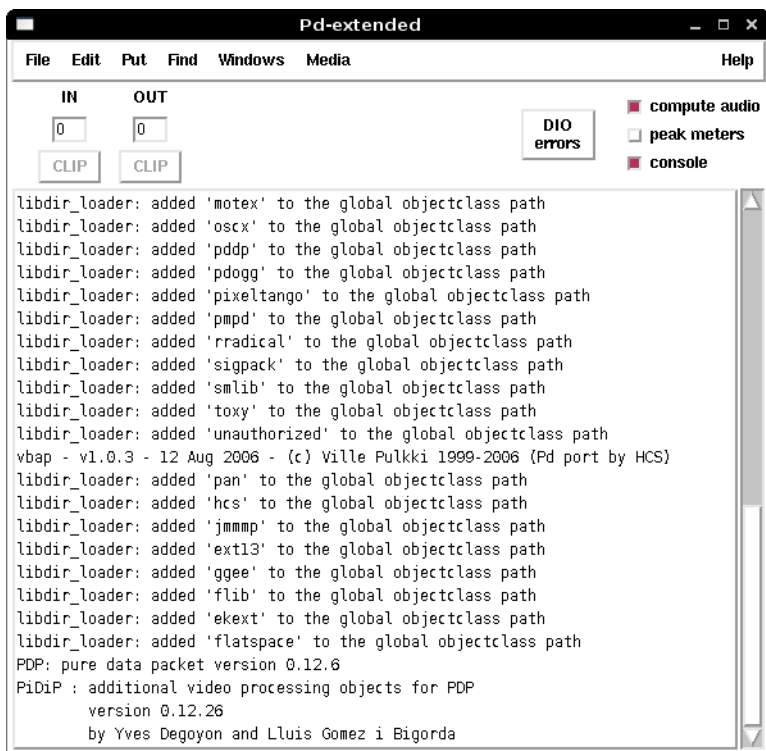 Pd-extended
File Edit Put Find Windows Media Help
IN OUT
0 0
CLIP CLIP
DIO
errors
compute audio
peak meters
console
libdir_loader: added 'motex' to the global objectclass path
libdir_loader: added 'oscx' to the global objectclass path
libdir_loader: added 'pddp' to the global objectclass path
libdir_loader: added 'pdogg' to the global objectclass path
libdir_loader: added 'pixeltango' to the global objectclass path
libdir_loader: added 'pmpd' to the global objectclass path
libdir_loader: added 'rradical' to the global objectclass path
libdir_loader: added 'sigpack' to the global objectclass path
libdir_loader: added 'smlib' to the global objectclass path
libdir_loader: added 'toxy' to the global objectclass path
libdir_loader: added 'unauthorized' to the global objectclass path
vbap - v1.0.3 - 12 Aug 2006 - (c) Ville Pulkki 1999-2006 (Pd port by HCS)
libdir_loader: added 'pan' to the global objectclass path
libdir_loader: added 'hcs' to the global objectclass path
libdir_loader: added 'jmmmp' to the global objectclass path
libdir_loader: added 'ext13' to the global objectclass path
libdir_loader: added 'ggee' to the global objectclass path
libdir_loader: added 'flib' to the global objectclass path
libdir_loader: added 'ekext' to the global objectclass path
libdir_loader: added 'flatspace' to the global objectclass path
PDP: pure data packet version 0.12.6
PiDiP : additional video processing objects for PDP
version 0.12.26
by Yves Degoyon and Lluis Gomez i Bigorda